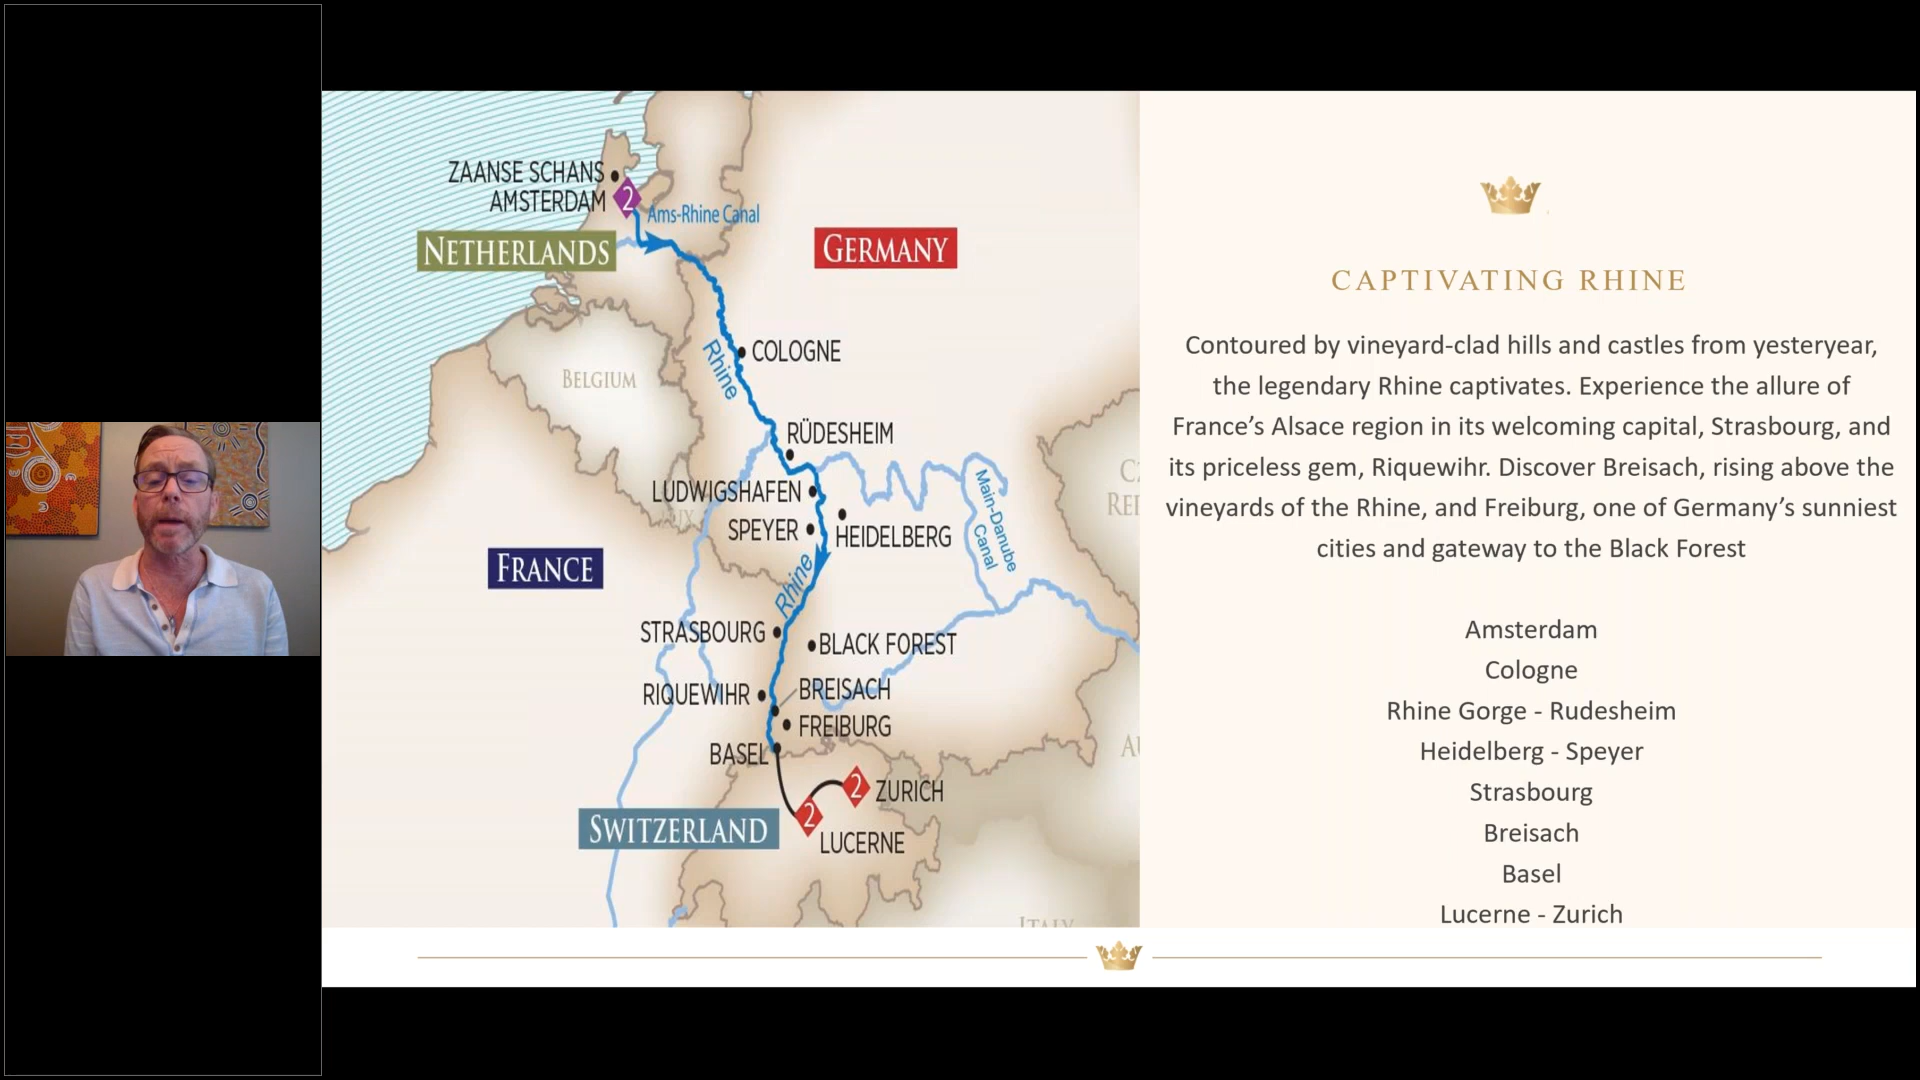 ZAANSE SCHANS
AMSTERDAM
2
Ams-Rhine Canal
NETHERLANDS
GERMANY
Rhine
COLOGNE
BELGIUM
RÜDESHEIM
LUDWIGSHAFEN
SPEYER
HEIDELBERG
Main-Danube
Canal
FRANCE
Rhine
STRASBOURG
BLACK FOREST
RIQUEWIHR
BREISACH
FREIBURG
BASEL
2
ZURICH
2
LUCERNE
SWITZERLAND
ITALY
CAPTIVATING RHINE
Contoured by vineyard-clad hills and castles from yesteryear,
the legendary Rhine captivates. Experience the allure of
France’s Alsace region in its welcoming capital, Strasbourg, and
its priceless gem, Riquewihr. Discover Breisach, rising above the
vineyards of the Rhine, and Freiburg, one of Germany’s sunniest
cities and gateway to the Black Forest
Amsterdam
Cologne
Rhine Gorge - Rudesheim
Heidelberg - Speyer
Strasbourg
Breisach
Basel
Lucerne - Zurich